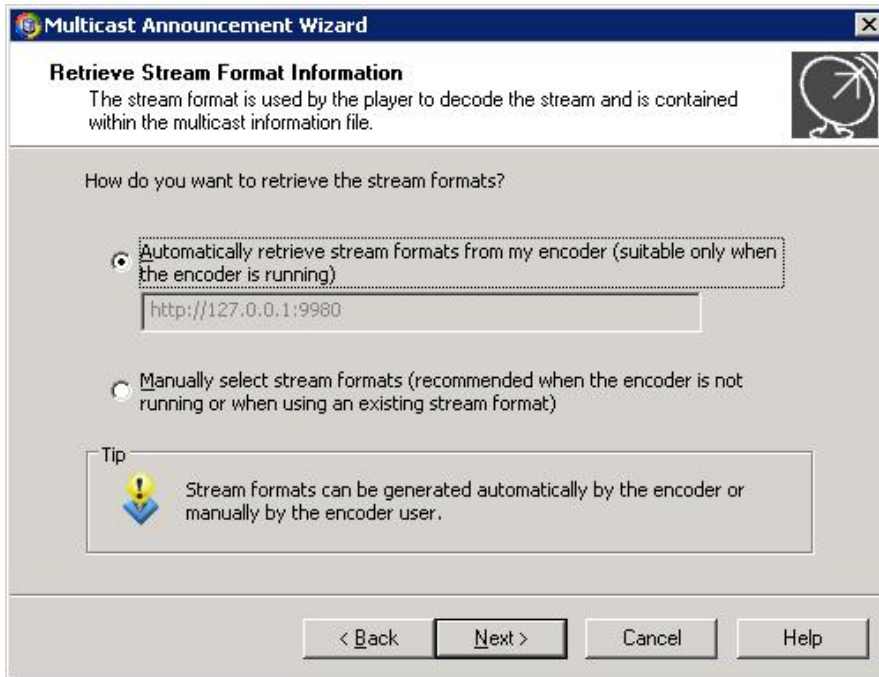 Multicast Announcement Wizard
Retrieve Stream Format Information
The stream format is used by the player to decode the stream and is contained
within the multicast information file.
How do you want to retrieve the stream formats?
Automatically retrieve stream formats from my encoder (suitable only when
the encoder is running)
http://127.0.0.1:9980
Manually select stream formats (recommended when the encoder is not
running or when using an existing stream format)
Tip
Stream formats can be generated automatically by the encoder or
manually by the encoder user.
< Back
Next >
Cancel
Help